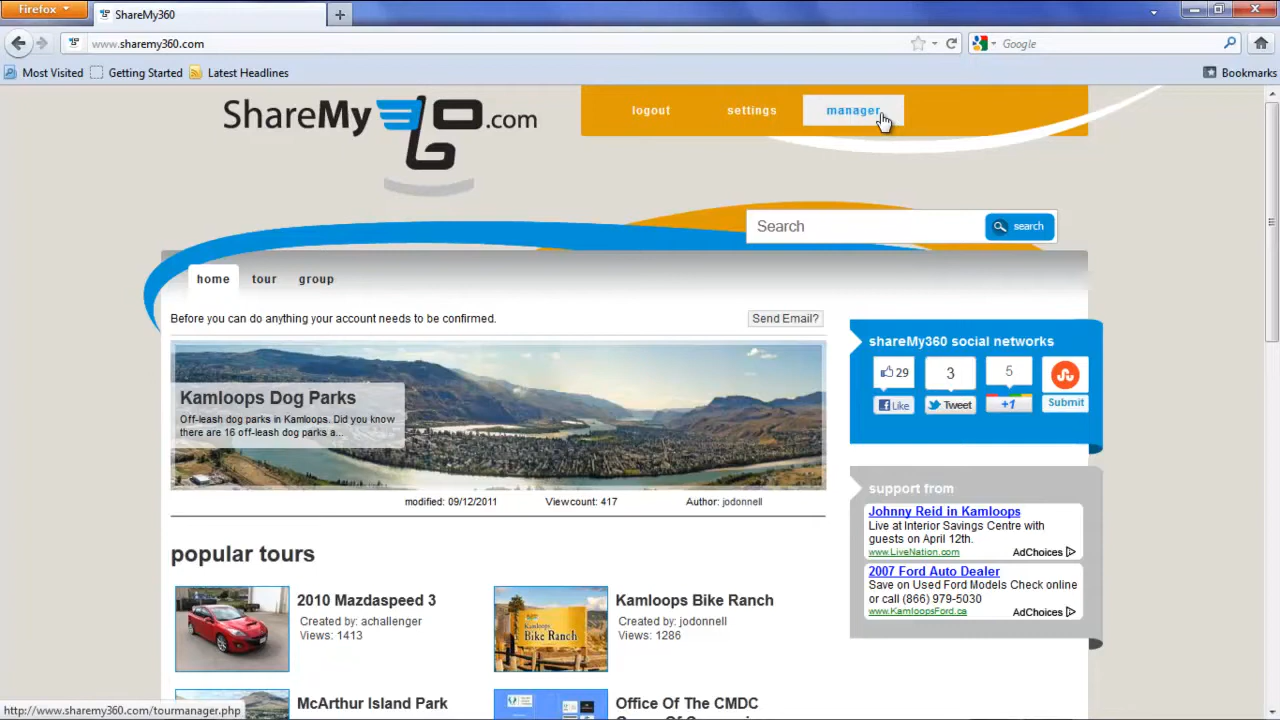 Firefox
ShareMy360
www.sharemy360.com
Google
Most Visited
Getting Started
Latest Headlines
Bookmarks
ShareMy360.com
logout
settings
manager
Search
search
home
tour
group
Before you can do anything your account needs to be confirmed.
Send Email?
Kamloops Dog Parks
Off-leash dog parks in Kamloops. Did you know
there are 16 off-leash dog parks a...
modified: 09/12/2011
Viewcount: 417
Author: jodonnell
shareMy360 social networks
29
3
5
Like
Tweet
+1
Submit
support from
Johnny Reid in Kamloops
Live at Interior Savings Centre with
guests on April 12th.
www.LiveNation.com
AdChoices
2007 Ford Auto Dealer
Save on Used Ford Models Check online
or call (866) 979-5030
www.KamloopsFord.ca
AdChoices
popular tours
2010 Mazdaspeed 3
Created by: achallenger
Views: 1413
Kamloops
Bike Ranch
Kamloops Bike Ranch
Created by: jodonnell
Views: 1286
McArthur Island Park
Office Of The CMDC
http://www.sharemy360.com/tourmanager.php